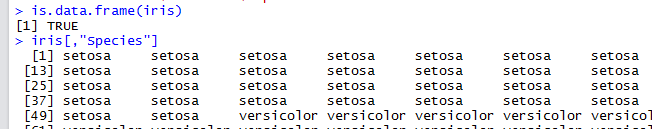 > is.data.frame(iris)
[1] TRUE
> iris[,"Species"]
[1] setosa setosa setosa setosa setosa setosa setosa
[13] setosa setosa setosa setosa setosa setosa setosa
[25] setosa setosa setosa setosa setosa setosa setosa
[37] setosa setosa setosa setosa setosa setosa setosa
[49] setosa setosa versicolor versicolor versicolor versicolor versicol